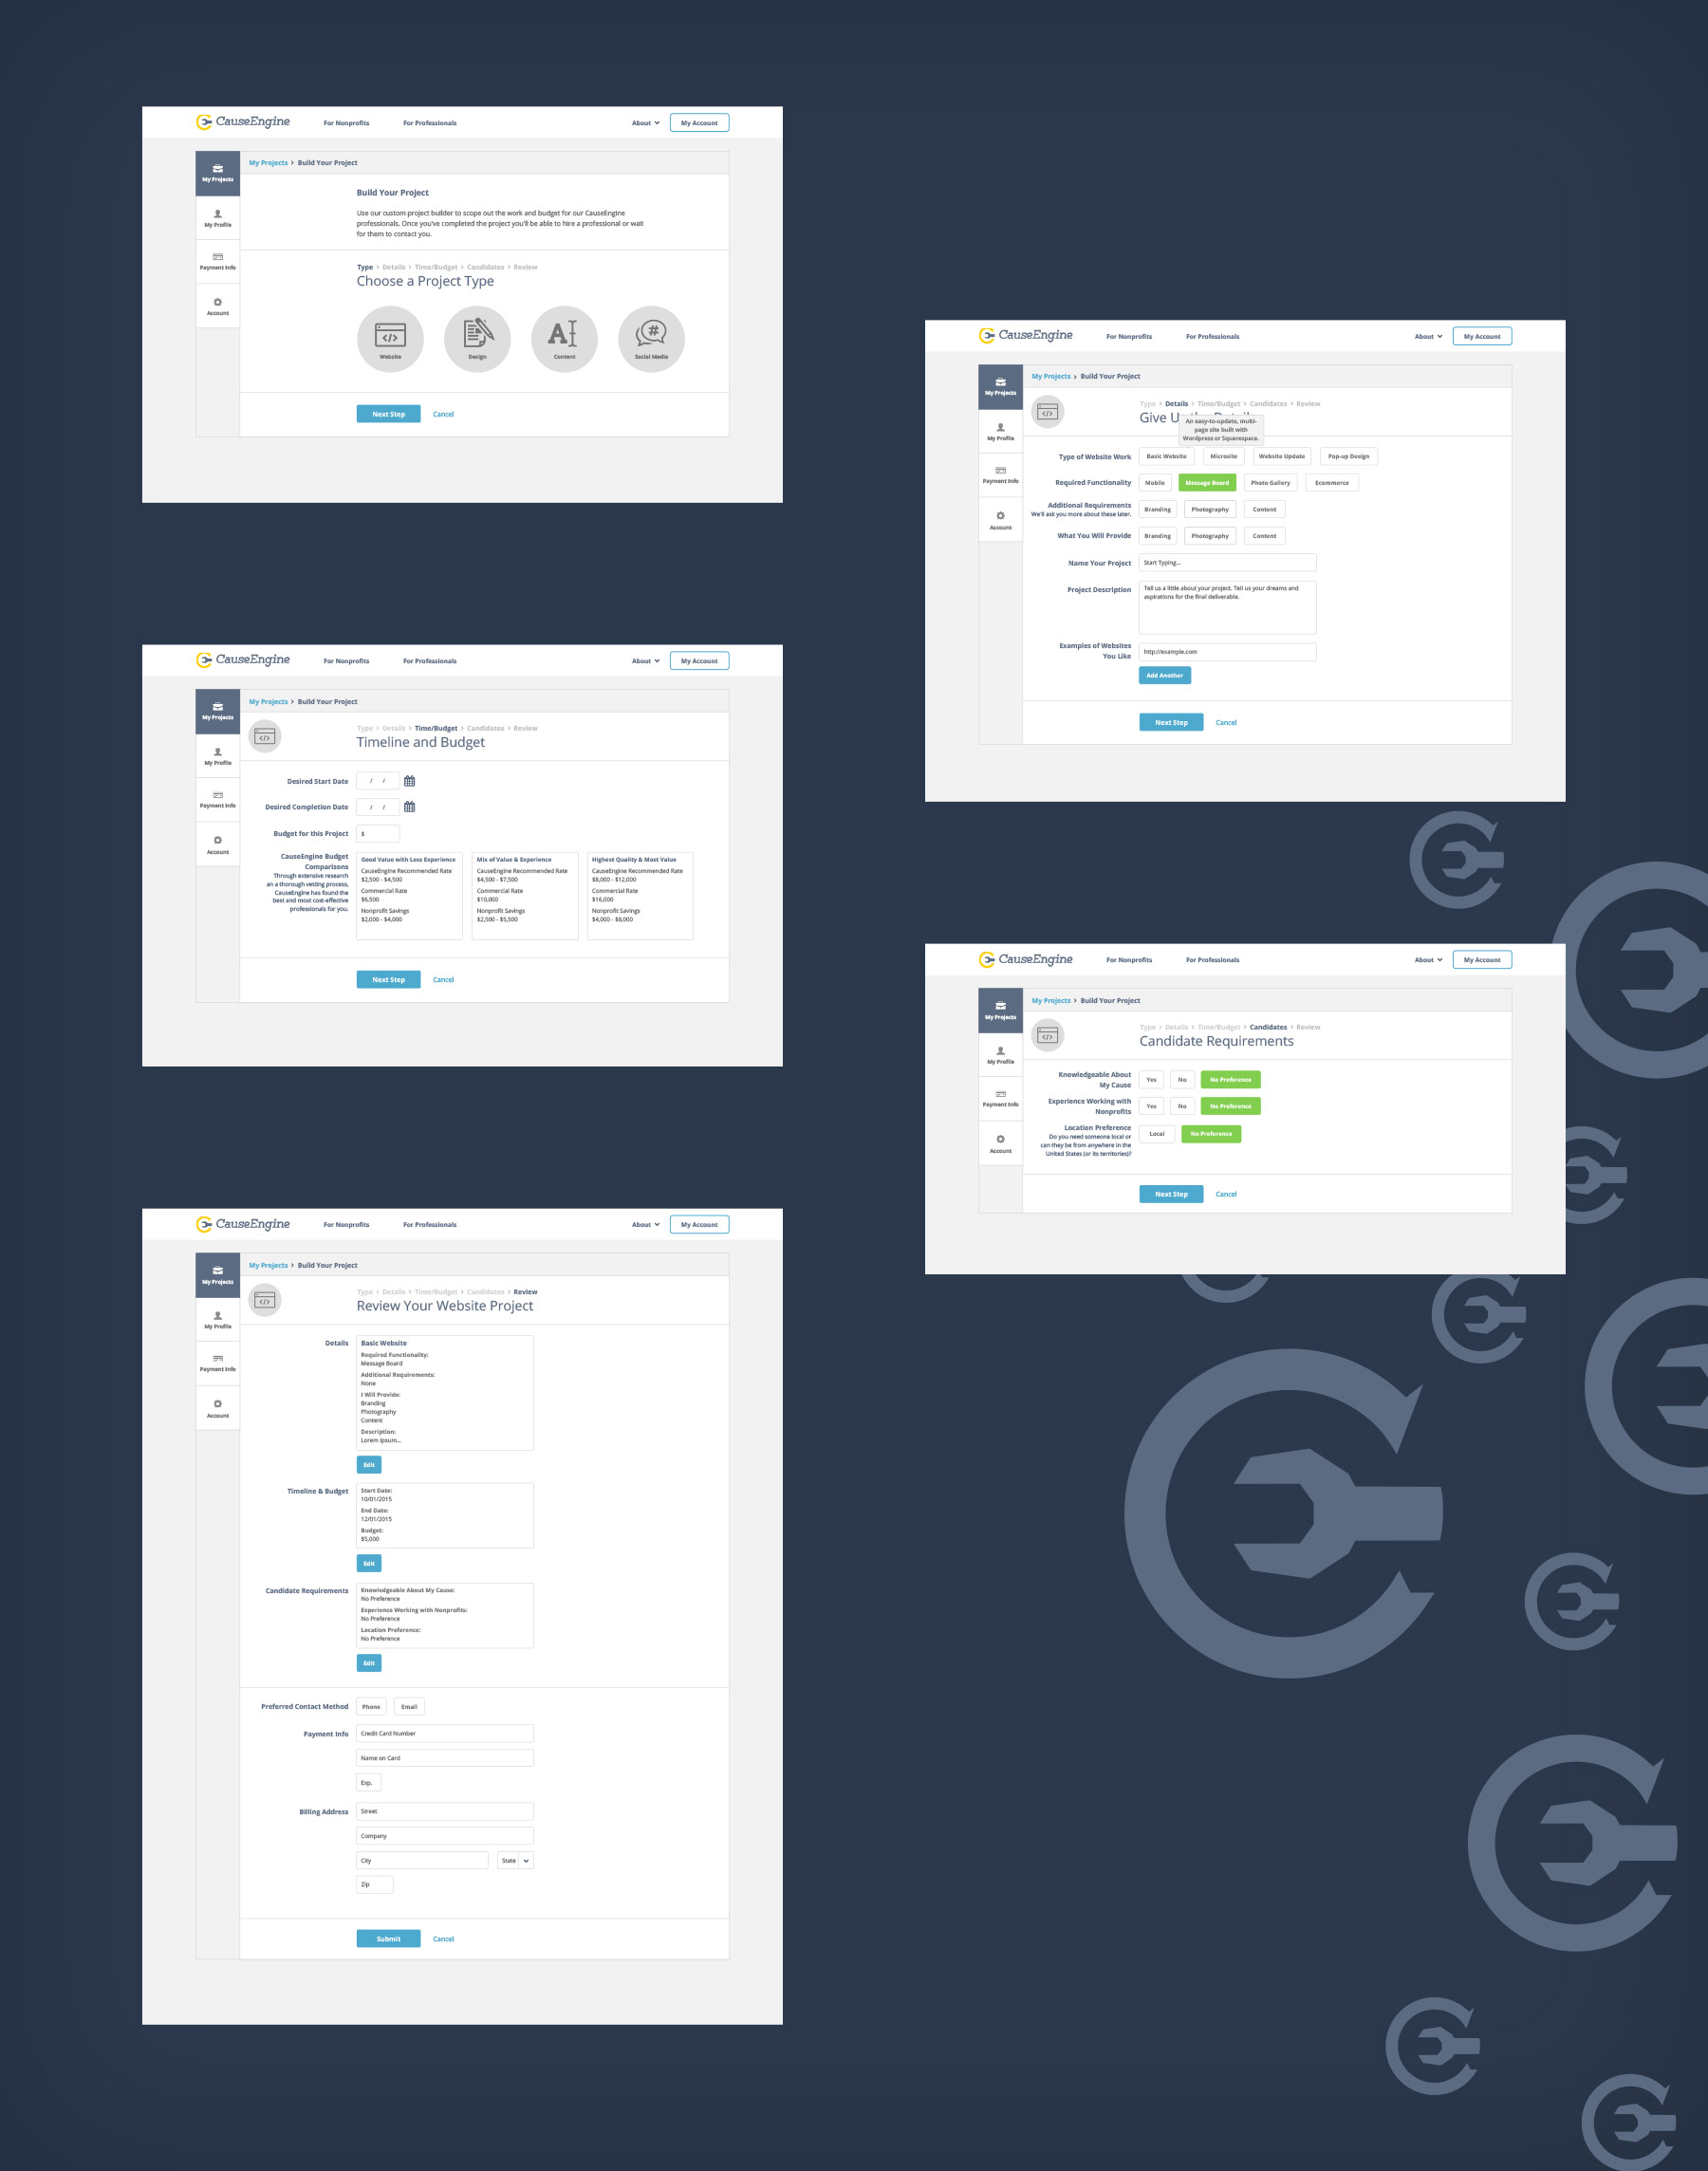 CauseEngine
For Nonprofits
For Professionals
About
My Account
My Projects
My Profile
Payment Info
Account
My Projects > Build Your Project
Build Your Project
Use our custom project builder to scope out the work and budget for our CauseEngine
professionals. Once you've completed the project you'll be able to hire a professional or wait
for them to contact you.
Type > Details > Time/Budget > Candidates > Review
Choose a Project Type
Website
Design
Content
Social Media
Next Step
Cancel
CauseEngine
For Nonprofits
For Professionals
About
My Account
My Projects
My Profile
Payment Info
Account
My Projects > Build Your Project
Type > Details > Time/Budget > Candidates > Review
Give U
An easy-to-update, multi-
page site built with
Wordpress or Squarespace.
Type of Website Work
Basic Website
Microsite
Website Update
Pop-up Design
Required Functionality
Mobile
Message Board
Photo Gallery
Ecommerce
Additional Requirements
We'll ask you more about these later.
Branding
Photography
Content
What You Will Provide
Branding
Photography
Content
Name Your Project
Start Typing...
Project Description
Tell us a little about your project. Tell us your dreams and
aspirations for the final deliverable.
Examples of Websites
You Like
http://example.com
Add Another
Next Step
Cancel
CauseEngine
For Nonprofits
For Professionals
About
My Account
My Projects
My Profile
Payment Info
Account
My Projects > Build Your Project
Type > Details > Time/Budget > Candidates > Review
Timeline and Budget
Desired Start Date
/ /
Desired Completion Date
/ /
Budget for this Project
$
CauseEngine Budget
Comparisons
Through extensive research
an a thorough vetting process,
CauseEngine has found the
best and most cost-effective
professionals for you.
Good Value with Less Experience
CauseEngine Recommended Rate
$2,500 - $4,500
Commercial Rate
$6,500
Nonprofit Savings
$2,000 - $4,000
Mix of Value & Experience
CauseEngine Recommended Rate
$4,500 - $7,500
Commercial Rate
$10,000
Nonprofit Savings
$2,500 - $5,500
Highest Quality & Most Value
CauseEngine Recommended Rate
$8,000 - $12,000
Commercial Rate
$16,000
Nonprofit Savings
$4,000 - $8,000
Next Step
Cancel
CauseEngine
For Nonprofits
For Professionals
About
My Account
My Projects
My Profile
Payment Info
Account
My Projects > Build Your Project
Type > Details > Time/Budget > Candidates > Review
Candidate Requirements
Knowledgeable About
My Cause
Yes
No
No Preference
Experience Working with
Nonprofits
Yes
No
No Preference
Location Preference
Do you need someone local or
can they be from anywhere in the
United States (or its territories)?
Local
No Preference
Next Step
Cancel
CauseEngine
For Nonprofits
For Professionals
About
My Account
My Projects
My Profile
Payment Info
Account
My Projects > Build Your Project
Type > Details > Time/Budget > Candidates > Review
Review Your Website Project
Details
Basic Website
Required Functionality:
Message Board
Additional Requirements:
None
I Will Provide:
Branding
Photography
Content
Description:
Lorem ipsum...
Edit
Timeline & Budget
Start Date:
10/01/2015
End Date:
12/01/2015
Budget:
$5,000
Edit
Candidate Requirements
Knowledgeable About My Cause:
No Preference
Experience Working with Nonprofits:
No Preference
Location Preference:
No Preference
Edit
Preferred Contact Method
Phone
Email
Payment Info
Credit Card Number
Name on Card
Exp.
Billing Address
Street
Company
City
State
Zip
Submit
Cancel